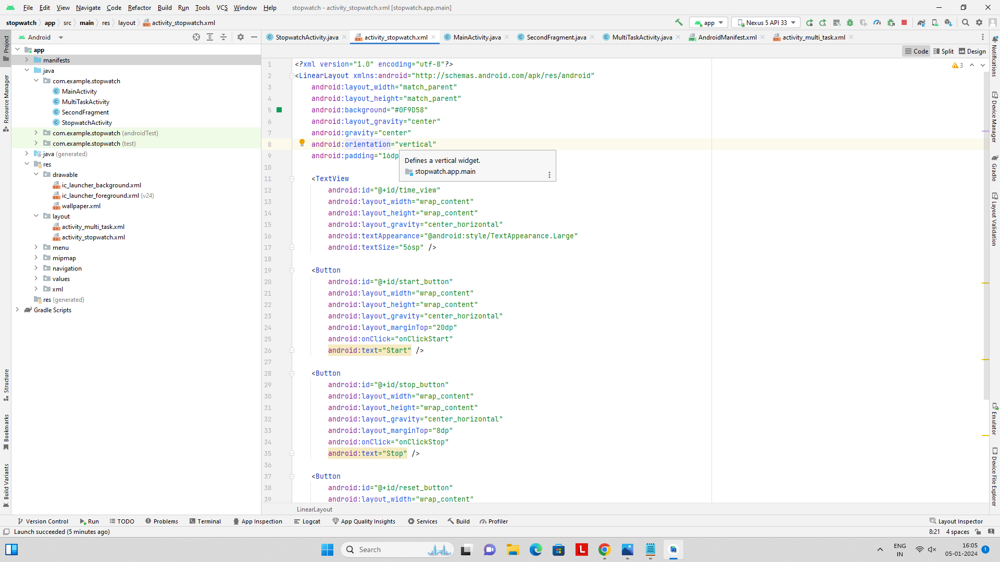 File Edit View Navigate Code Refactor Build Run Tools VCS Window Help stopwatch - activity_stopwatch.xml [stopwatch.app.main]
stopwatch app src main res layout activity_stopwatch.xml app Nexus 5 API 33
Android
StopwatchActivity.java activity_stopwatch.xml MainActivity.java SecondFragment.java MultiTaskActivity.java AndroidManifest.xml activity_multi_task.xml
Code Split Design
Project
Resource Manager
Structure
Bookmarks
Build Variants
app
manifests
java
com.example.stopwatch
MainActivity
MultiTaskActivity
SecondFragment
StopwatchActivity
com.example.stopwatch (androidTest)
com.example.stopwatch (test)
java (generated)
res
drawable
ic_launcher_background.xml
ic_launcher_foreground.xml (v24)
wallpaper.xml
layout
activity_multi_task.xml
activity_stopwatch.xml
menu
mipmap
navigation
values
xml
res (generated)
Gradle Scripts
3
1 <?xml version="1.0" encoding="utf-8"?>
2 <LinearLayout xmlns:android="http://schemas.android.com/apk/res/android"
3 android:layout_width="match_parent"
4 android:layout_height="match_parent"
5 android:background="#0F9D58"
6 android:layout_gravity="center"
7 android:gravity="center"
8 android:orientation="vertical"
9 android:padding="16dp
Defines a vertical widget.
stopwatch.app.main
10
11 <TextView
12 android:id="@+id/time_view"
13 android:layout_width="wrap_content"
14 android:layout_height="wrap_content"
15 android:layout_gravity="center_horizontal"
16 android:textAppearance="@android:style/TextAppearance.Large"
17 android:textSize="56sp" />
18
19 <Button
20 android:id="@+id/start_button"
21 android:layout_width="wrap_content"
22 android:layout_height="wrap_content"
23 android:layout_gravity="center_horizontal"
24 android:layout_marginTop="20dp"
25 android:onClick="onClickStart"
26 android:text="Start" />
27
28 <Button
29 android:id="@+id/stop_button"
30 android:layout_width="wrap_content"
31 android:layout_height="wrap_content"
32 android:layout_gravity="center_horizontal"
33 android:layout_marginTop="8dp"
34 android:onClick="onClickStop"
35 android:text="Stop" />
36
37 <Button
38 android:id="@+id/reset_button"
39 android:layout_width="wrap_content"
LinearLayout
Notifications
Device Manager
Gradle
Layout Validation
Emulator
Device File Explorer
Version Control Run TODO Problems Terminal App Inspection Logcat App Quality Insights Services Build Profiler Layout Inspector
Launch succeeded (5 minutes ago) 8:21 4 spaces
Search
L
ENG
IN
16:05
05-01-2024
1